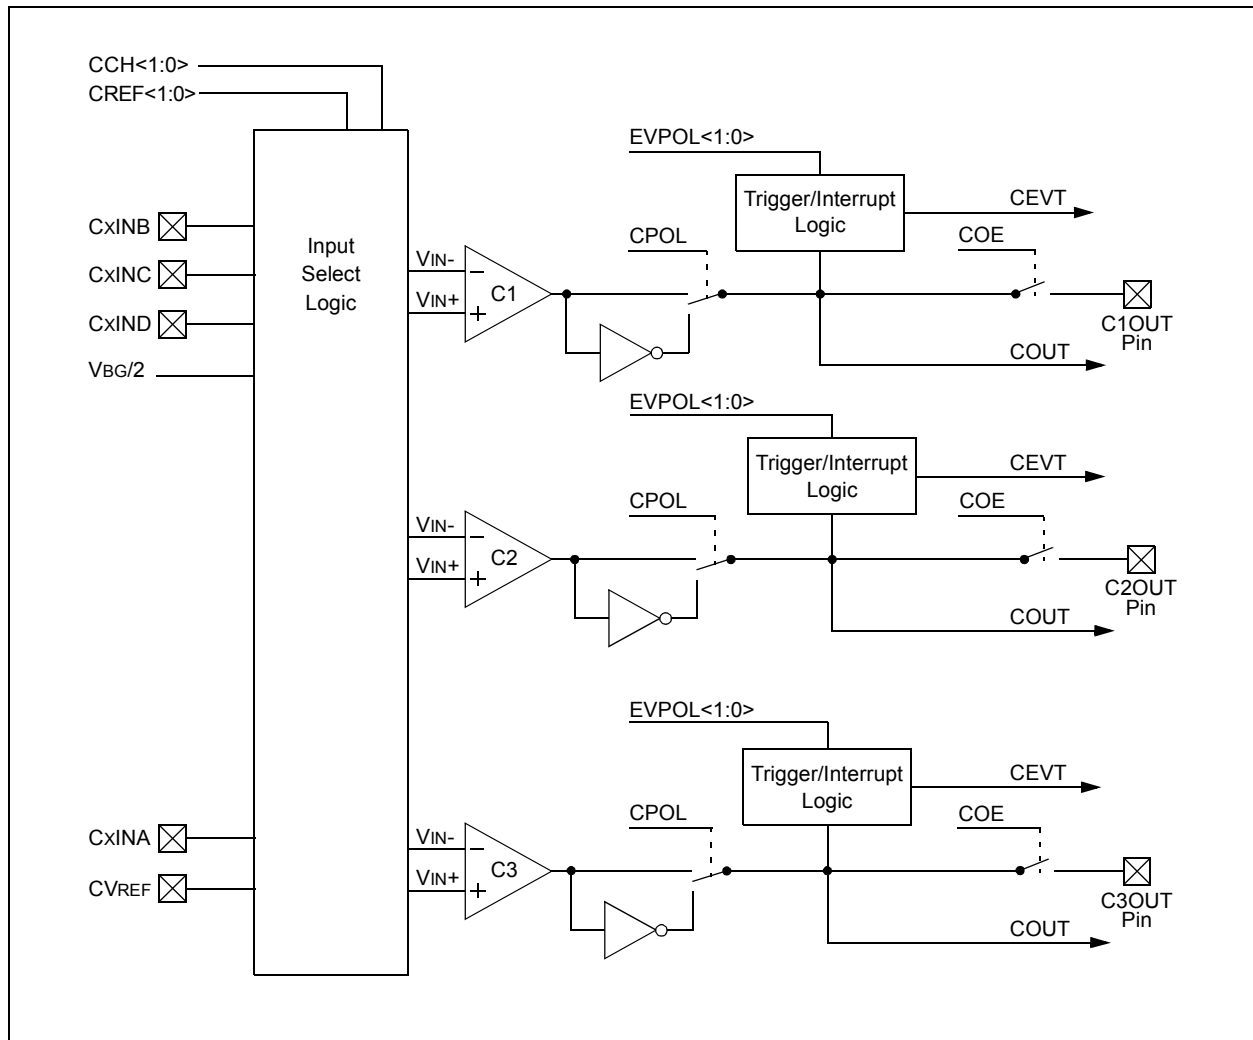 CCH<1:0>
CREF<1:0>
CxINB
CxINC
CxIND
VBG/2
Input
Select
Logic
CxINA
CVREF
EVPOL<1:0>
Trigger/Interrupt
Logic
CEVT
CPOL
COE
VIN-
VIN+
C1
C1OUT
Pin
COUT
EVPOL<1:0>
Trigger/Interrupt
Logic
CEVT
CPOL
COE
VIN-
VIN+
C2
C2OUT
Pin
COUT
EVPOL<1:0>
Trigger/Interrupt
Logic
CEVT
CPOL
COE
VIN-
VIN+
C3
C3OUT
Pin
COUT